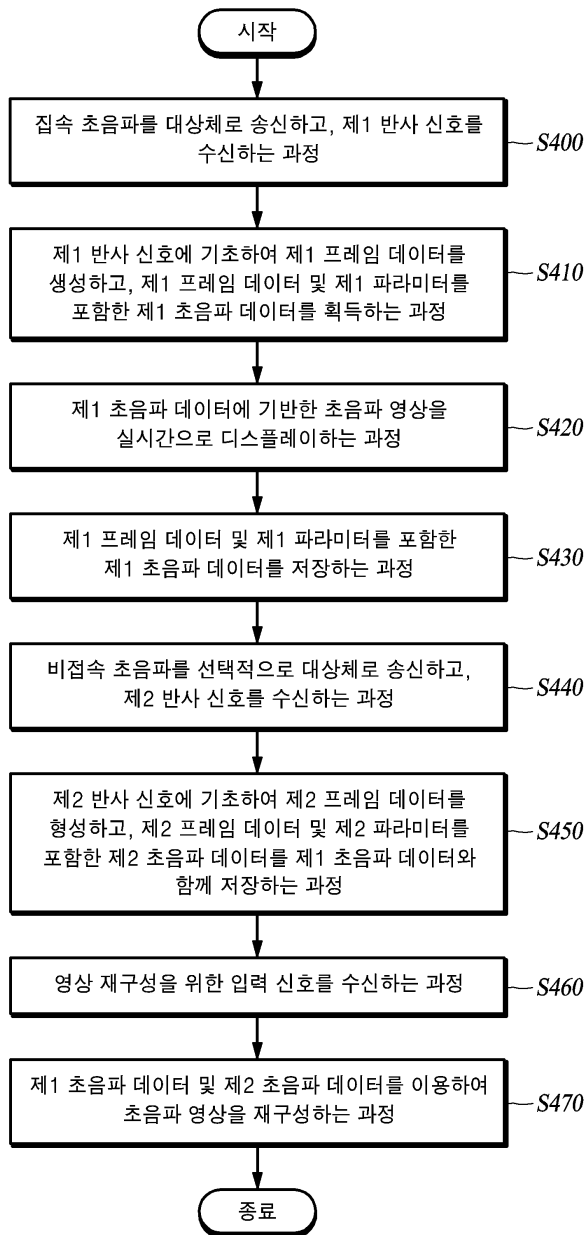 시작
집속 초음파를 대상체로 송신하고, 제1 반사 신호를
수신하는 과정
S400
제1 반사 신호에 기초하여 제1 프레임 데이터를
생성하고, 제1 프레임 데이터 및 제1 파라미터를
포함한 제1 초음파 데이터를 획득하는 과정
S410
제1 초음파 데이터에 기반한 초음파 영상을
실시간으로 디스플레이하는 과정
S420
제1 프레임 데이터 및 제1 파라미터를 포함한
제1 초음파 데이터를 저장하는 과정
S430
비접속 초음파를 선택적으로 대상체로 송신하고,
제2 반사 신호를 수신하는 과정
S440
제2 반사 신호에 기초하여 제2 프레임 데이터를
형성하고, 제2 프레임 데이터 및 제2 파라미터를
포함한 제2 초음파 데이터를 제1 초음파 데이터와
함께 저장하는 과정
S450
영상 재구성을 위한 입력 신호를 수신하는 과정
S460
제1 초음파 데이터 및 제2 초음파 데이터를 이용하여
초음파 영상을 재구성하는 과정
S470
종료